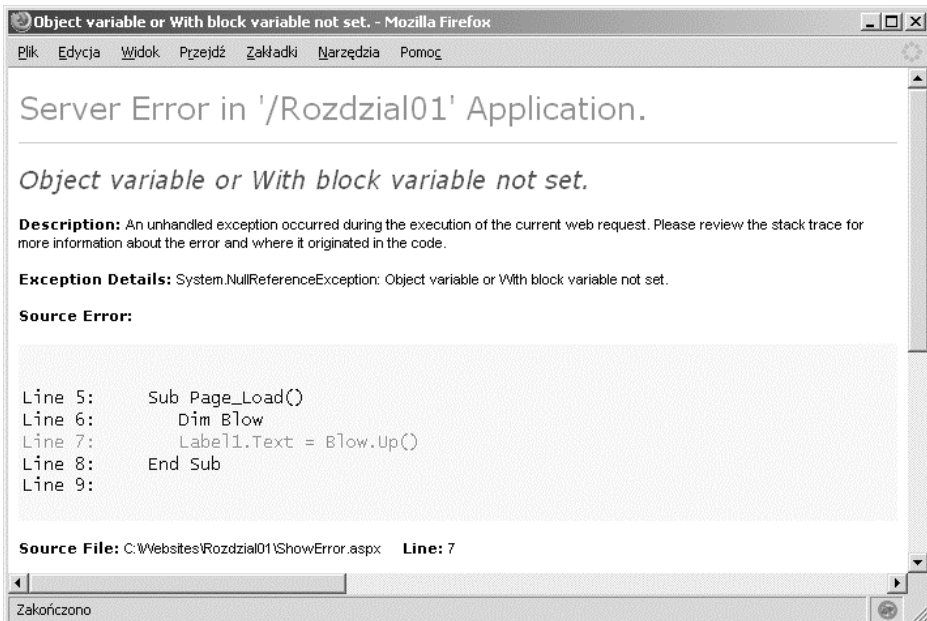 Object variable or With block variable not set. - Mozilla Firefox
Plik Edycja Widok Przejdź Zakładki Narzędzia Pomoc
Server Error in '/Rozdzial01' Application.
Object variable or With block variable not set.
Description: An unhandled exception occurred during the execution of the current web request. Please review the stack trace for
more information about the error and where it originated in the code.
Exception Details: System.NullReferenceException: Object variable or With block variable not set.
Source Error:
Line 5: Sub Page_Load()
Line 6: Dim Blow
Line 7: Label1.Text = Blow.Up()
Line 8: End Sub
Line 9:
Source File: C:\Websites\Rozdzial01\ShowError.aspx Line: 7
Zakończono